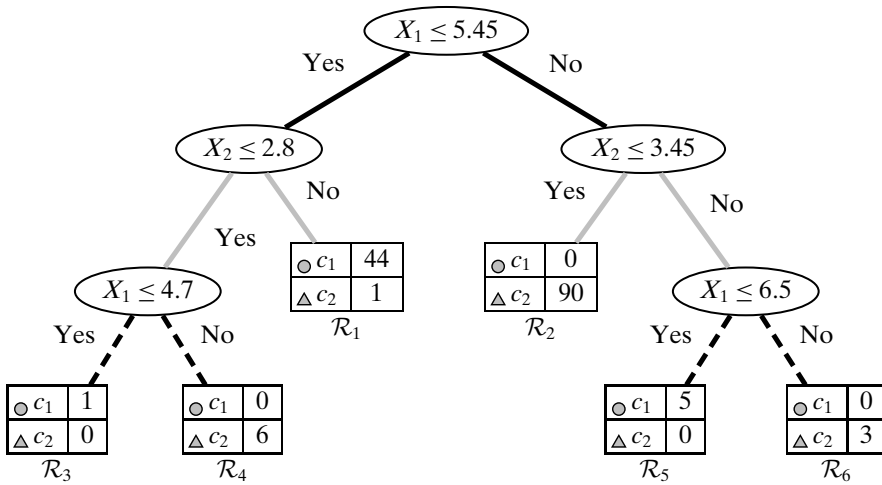 X₁ ≤ 5.45
Yes
No
X₂ ≤ 2.8
X₂ ≤ 3.45
Yes
No
Yes
No
c₁ 44
c₂ 1
R₁
c₁ 0
c₂ 90
R₂
X₁ ≤ 4.7
X₁ ≤ 6.5
Yes
No
Yes
No
c₁ 1
c₂ 0
R₃
c₁ 0
c₂ 6
R₄
c₁ 5
c₂ 0
R₅
c₁ 0
c₂ 3
R₆